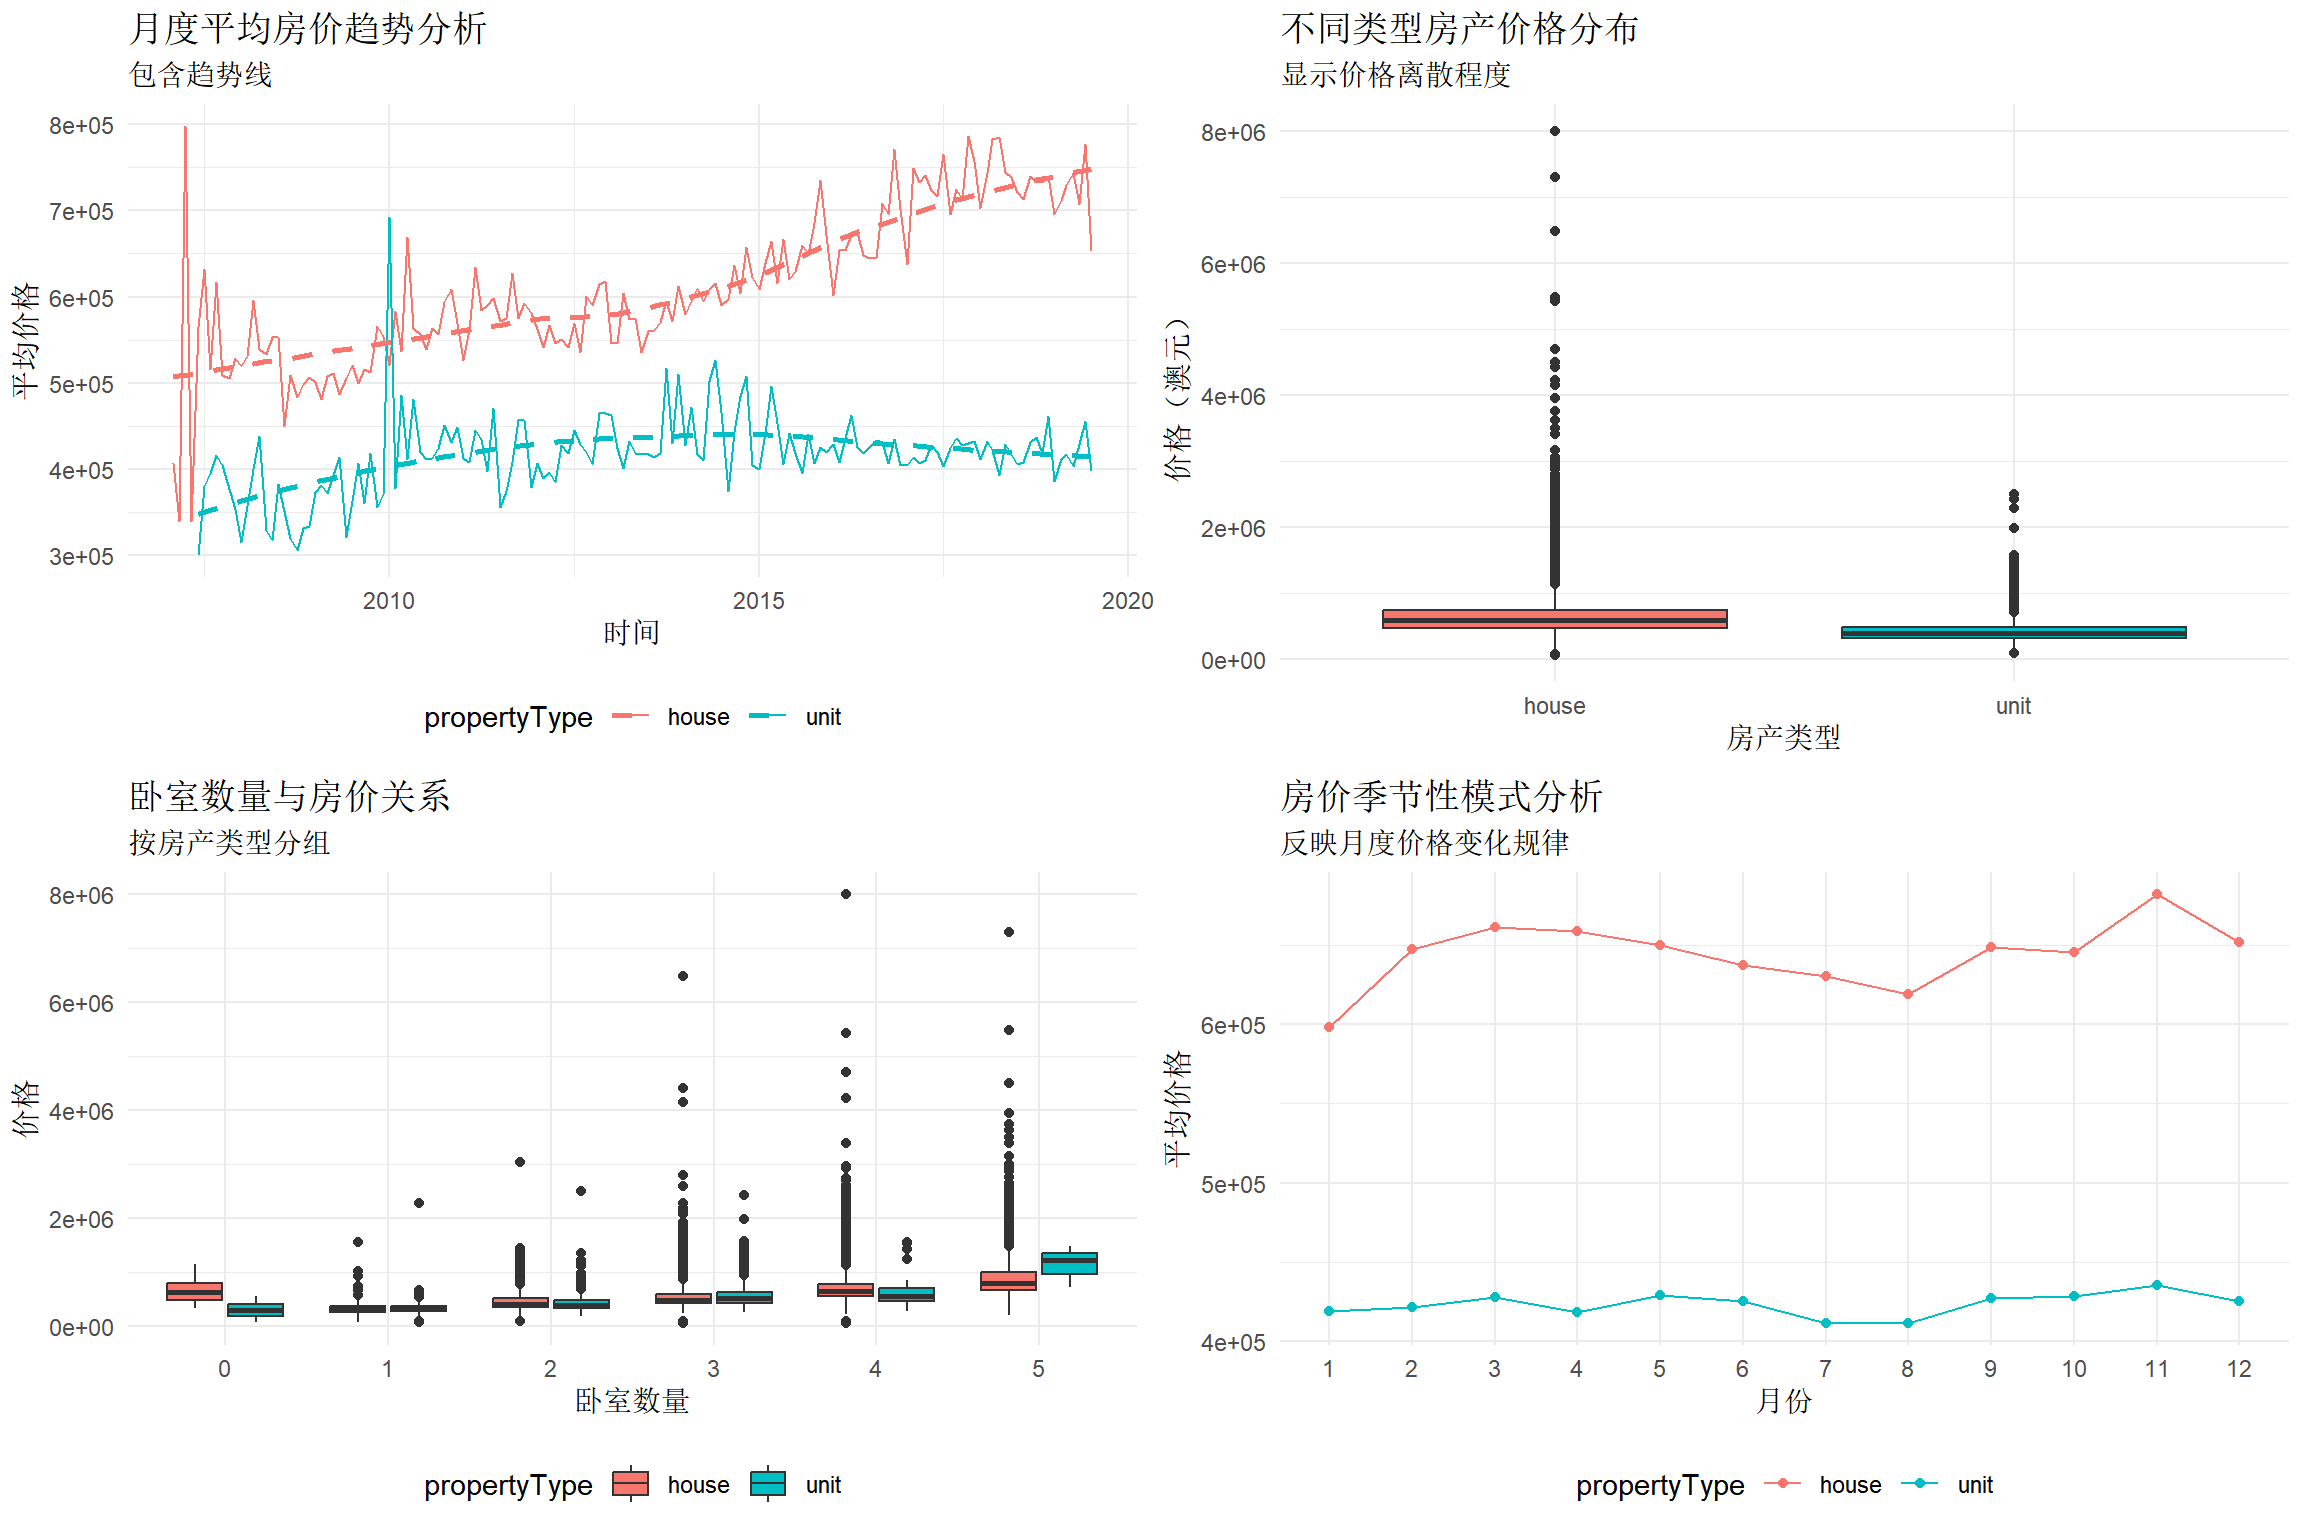 月度平均房价趋势分析
包含趋势线
平均价格
8e+05
7e+05
6e+05
5e+05
4e+05
3e+05
2010
2015
2020
时间
propertyType
house
unit
不同类型房产价格分布
显示价格离散程度
价格（澳元）
8e+06
6e+06
4e+06
2e+06
0e+00
house
unit
房产类型
卧室数量与房价关系
按房产类型分组
价格
8e+06
6e+06
4e+06
2e+06
0e+00
0
1
2
3
4
5
卧室数量
propertyType
house
unit
房价季节性模式分析
反映月度价格变化规律
平均价格
6e+05
5e+05
4e+05
1
2
3
4
5
6
7
8
9
10
11
12
月份
propertyType
house
unit